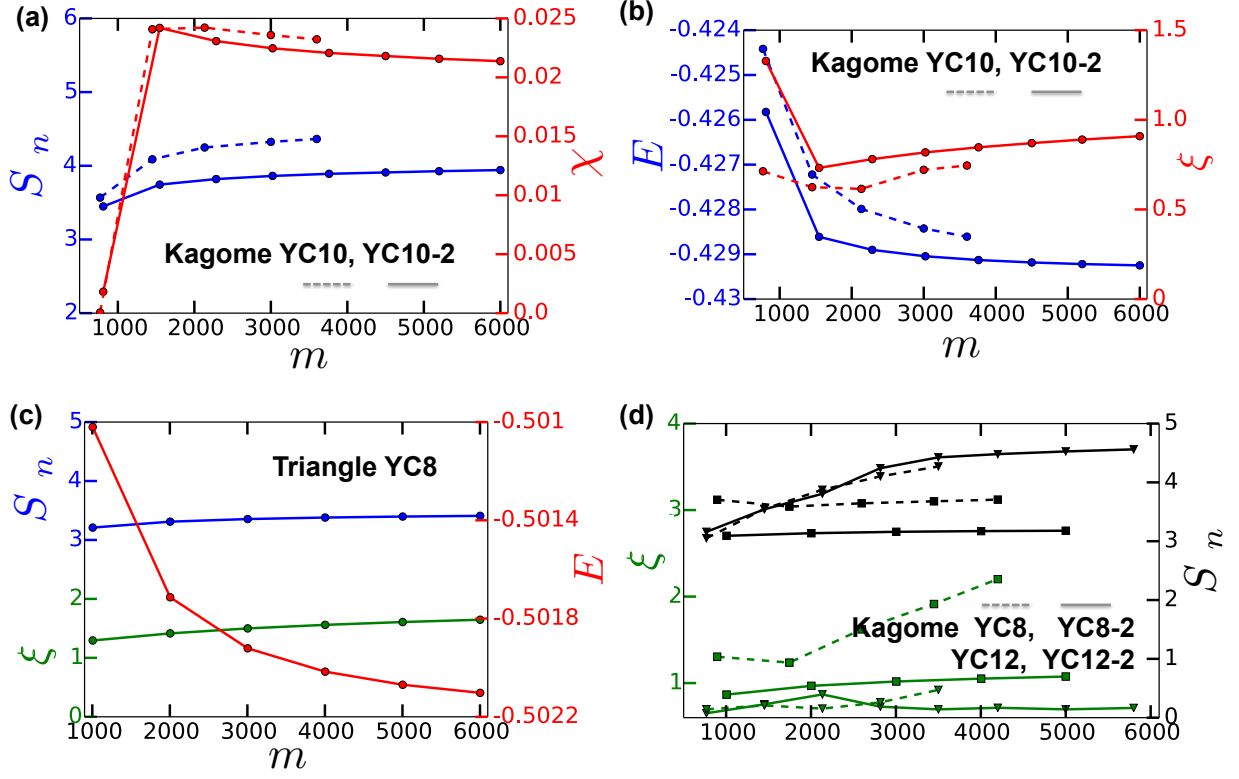 (a)
6
5
4
3
2
S n
0.025
0.020
0.015
0.010
0.005
0.0
χ
Kagome YC10, YC10-2
1000 2000 3000 4000 5000 6000
m
(b)
-0.424
-0.425
-0.426
-0.427
-0.428
-0.429
-0.43
E
1.5
1.0
0.5
0
ξ
Kagome YC10, YC10-2
1000 2000 3000 4000 5000 6000
m
(c)
5
4
3
2
1
0
S n
ξ
-0.501
-0.5014
-0.5018
-0.5022
E
Triangle YC8
1000 2000 3000 4000 5000 6000
m
(d)
4
3
2
1
ξ
5
4
3
2
1
0
S n
Kagome YC8, YC8-2
YC12, YC12-2
1000 2000 3000 4000 5000 6000